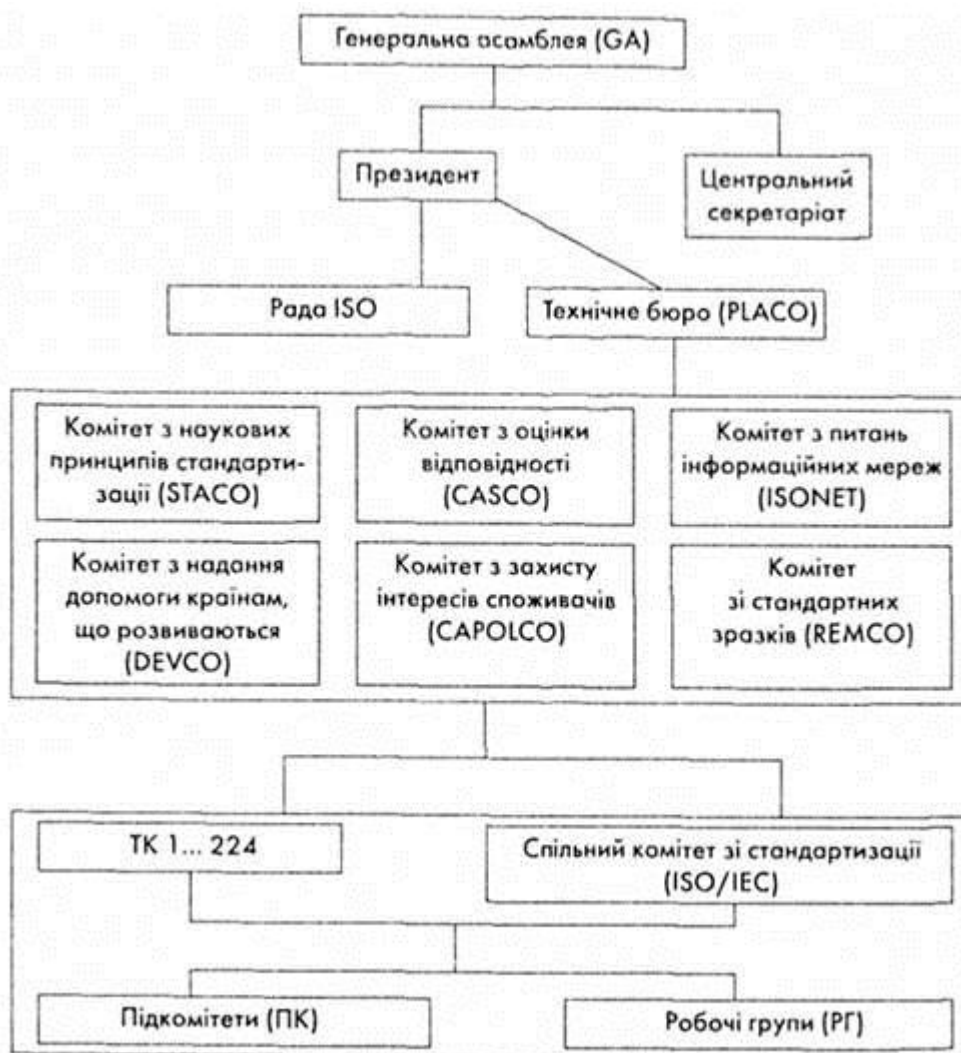 Генеральна асамблея (GA)
Президент
Центральний
секретаріат
Рада ISO
Технічне бюро (PLACO)
Комітет з наукових
принципів стандарти-
зації (STACO)
Комітет з оцінки
відповідності
(CASCO)
Комітет з питань
інформаційних мереж
(ISONET)
Комітет з надання
допомоги країнам,
що розвиваються
(DEVCO)
Комітет з захисту
інтересів споживачів
(CAPOLCO)
Комітет
зі стандартних
зразків (REMCO)
ТК 1... 224
Спільний комітет зі стандартизації
(ISO/IEC)
Підкомітети (ПК)
Робочі групи (РГ)